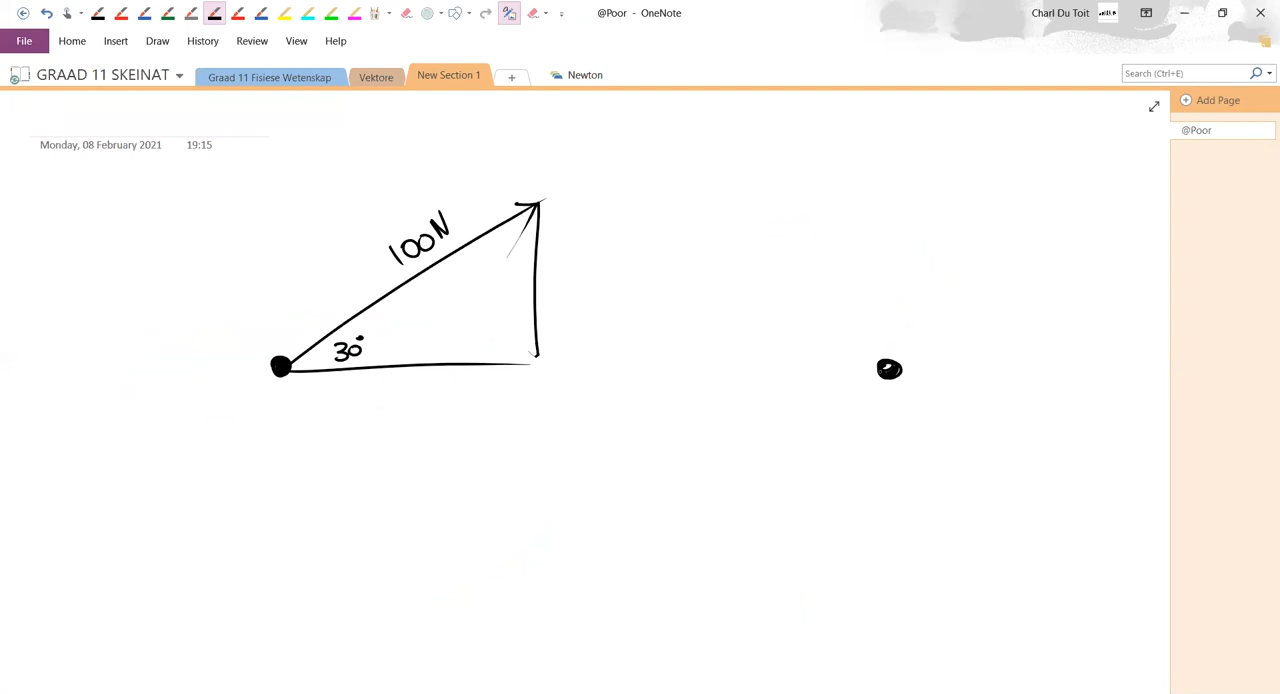 @Poor - OneNote
Charl Du Toit
File Home Insert Draw History Review View Help
GRAAD 11 SKEINAT
Graad 11 Fisiese Wetenskap
Vektore
New Section 1
Newton
Search (Ctrl+E)
Add Page
@Poor
Monday, 08 February 2021 19:15
100N
30°